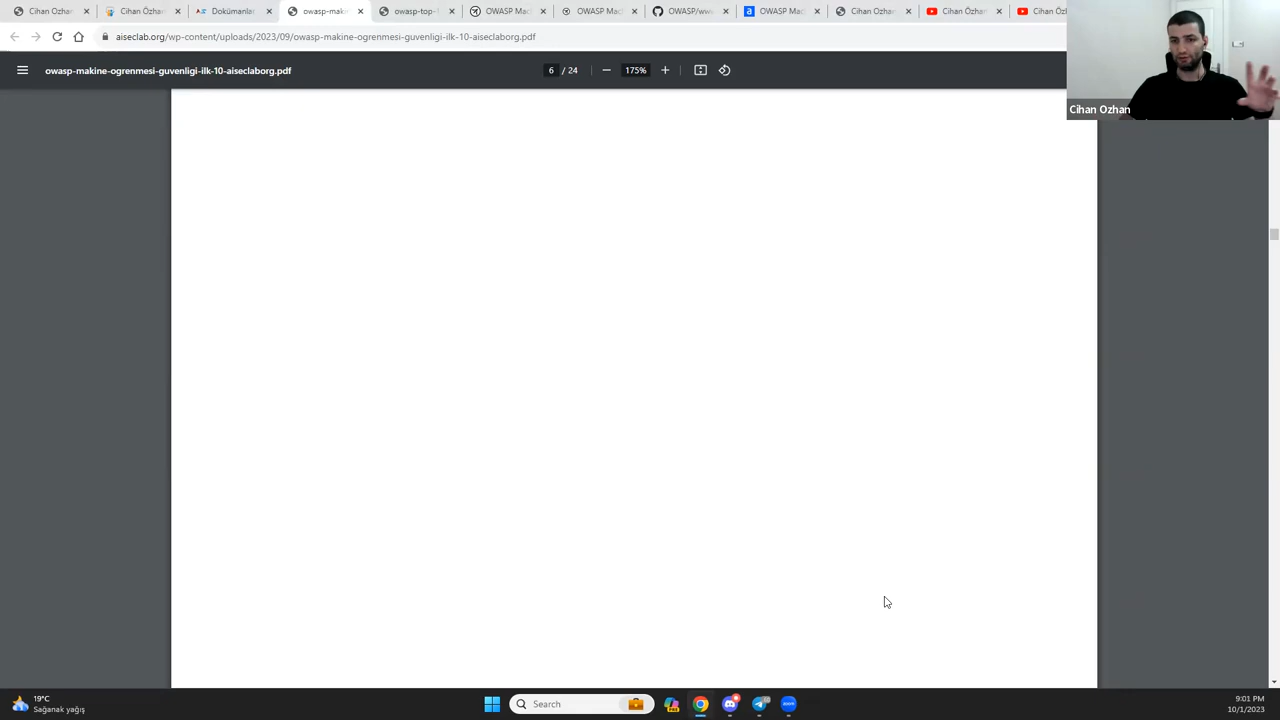 Cihan Özhan
Cihan Özhan
Dokümanlar
owasp-mak
owasp-top-
OWASP Mac
OWASP Mac
OWASP/ww
OWASP Mac
Cihan Ozhan
Cihan Özhan
Cihan Öz
aiseclab.org/wp-content/uploads/2023/09/owasp-makine-ogrenmesi-guvenligi-ilk-10-aiseclaborg.pdf
owasp-makine-ogrenmesi-guvenligi-ilk-10-aiseclaborg.pdf
6 / 24
175%
Cihan Ozhan
19°C
Sağanak yağış
Search
zoom
9:01 PM
10/1/2023